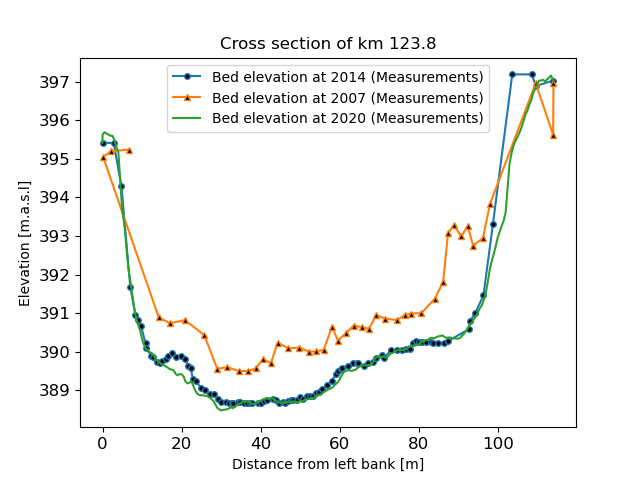 Cross section of km 123.8
Bed elevation at 2014 (Measurements)
Bed elevation at 2007 (Measurements)
Bed elevation at 2020 (Measurements)
Elevation [m.a.s.l]
397
396
395
394
393
392
391
390
389
0 20 40 60 80 100
Distance from left bank [m]